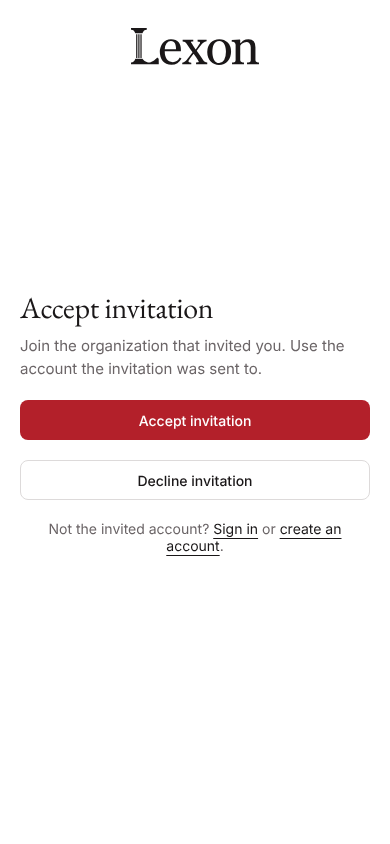 Lexon
Accept invitation
Join the organization that invited you. Use the
account the invitation was sent to.
Accept invitation
Decline invitation
Not the invited account? Sign in or create an
account.